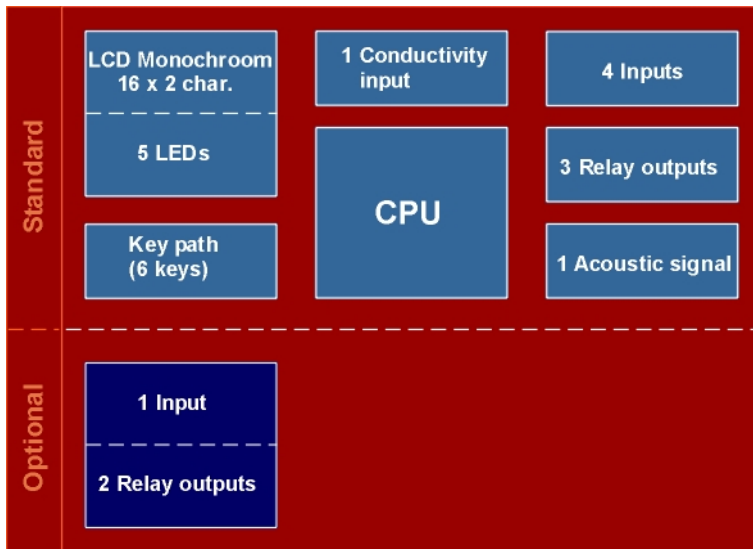 Standard
LCD Monochroom
16 x 2 char.
5 LEDs
Key path
(6 keys)
1 Conductivity
input
CPU
4 Inputs
3 Relay outputs
1 Acoustic signal
Optional
1 Input
2 Relay outputs